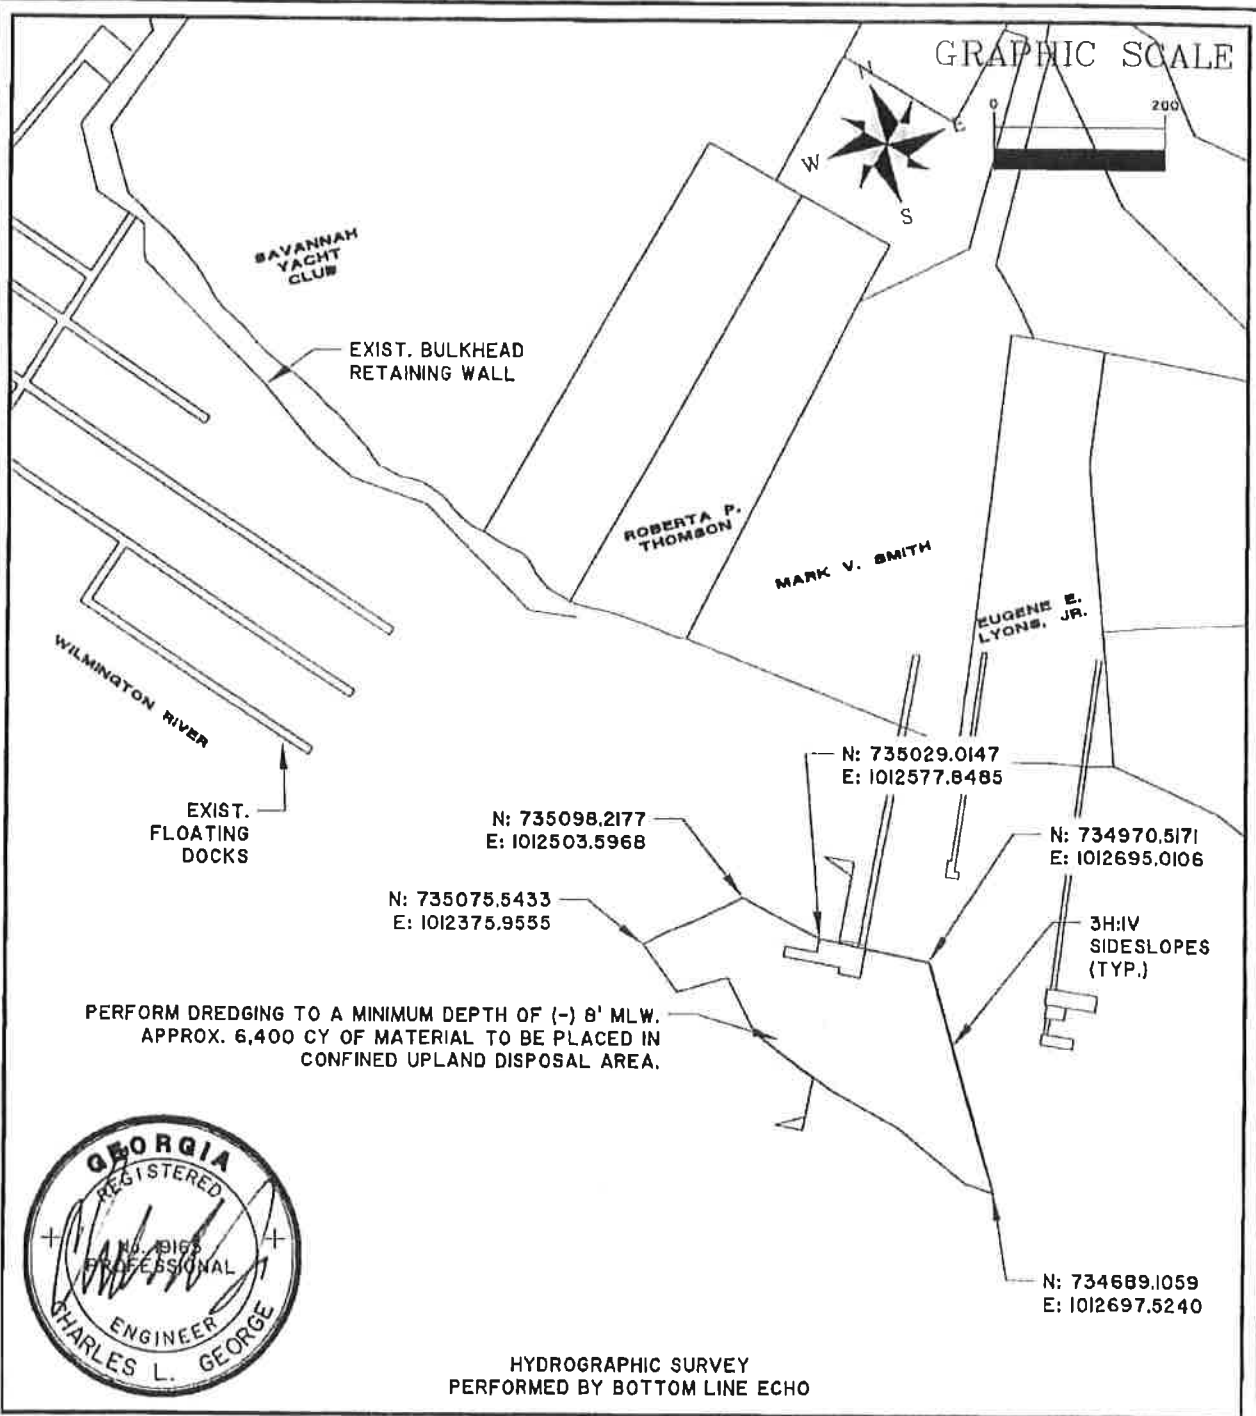 GRAPHIC SCALE
0 200
N
E
W
S
SAVANNAH
YACHT
CLUB
EXIST. BULKHEAD
RETAINING WALL
ROBERTA P.
THOMSON
MARK V. SMITH
EUGENE E.
LYONS, JR.
WILMINGTON RIVER
EXIST.
FLOATING
DOCKS
N: 735029.0147
E: 1012577.8485
N: 735098.2177
E: 1012503.5968
N: 734970.5171
E: 1012695.0106
N: 735075.5433
E: 1012375.9555
3H:1V
SIDESLOPES
(TYP.)
PERFORM DREDGING TO A MINIMUM DEPTH OF (-) 8' MLW.
APPROX. 6,400 CY OF MATERIAL TO BE PLACED IN
CONFINED UPLAND DISPOSAL AREA.
GEORGIA
REGISTERED
No. 19163
PROFESSIONAL
ENGINEER
CHARLES L. GEORGE
N: 734689.1059
E: 1012697.5240
HYDROGRAPHIC SURVEY
PERFORMED BY BOTTOM LINE ECHO